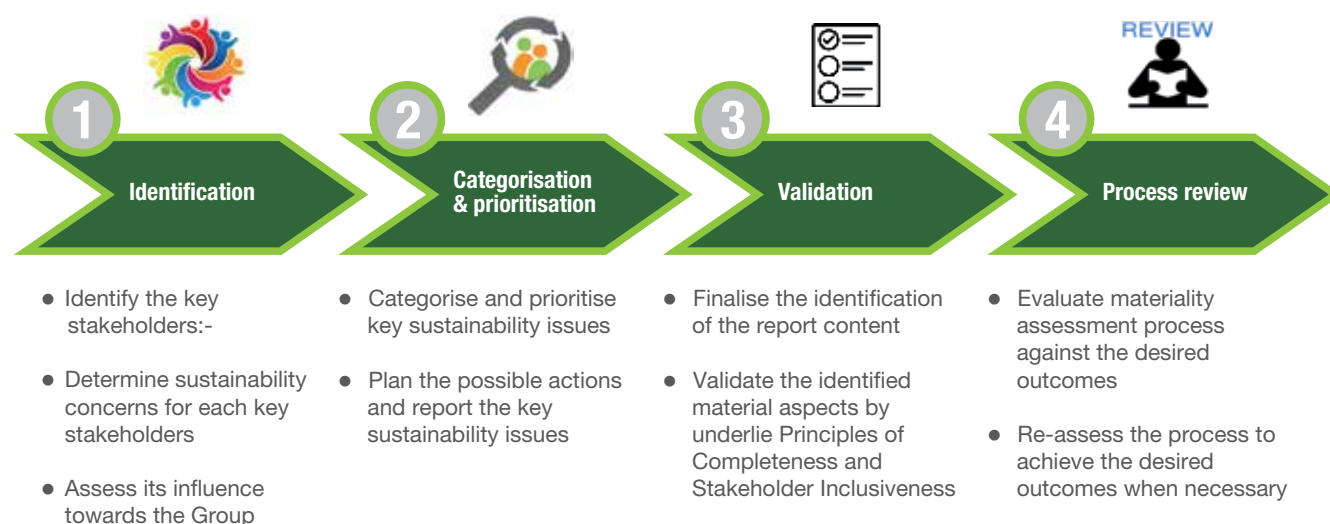 REVIEW
1
2
3
4
Identification
Categorisation
& prioritisation
Validation
Process review
● Identify the key
stakeholders:-
● Determine sustainability
concerns for each key
stakeholders
● Assess its influence
towards the Group
● Categorise and prioritise
key sustainability issues
● Plan the possible actions
and report the key
sustainability issues
● Finalise the identification
of the report content
● Validate the identified
material aspects by
underlie Principles of
Completeness and
Stakeholder Inclusiveness
● Evaluate materiality
assessment process
against the desired
outcomes
● Re-assess the process to
achieve the desired
outcomes when necessary